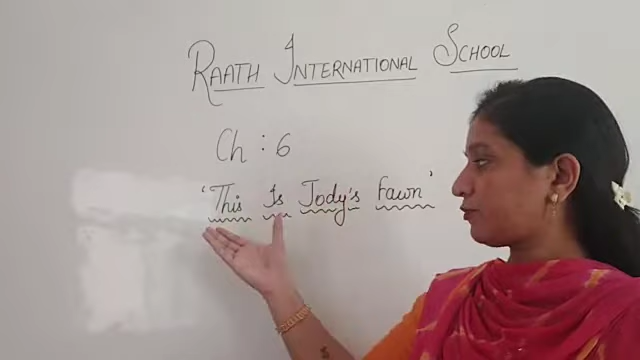 RAATH INTERNATIONAL SCHOOL
Ch : 6
'This Is Jody's Fawn'